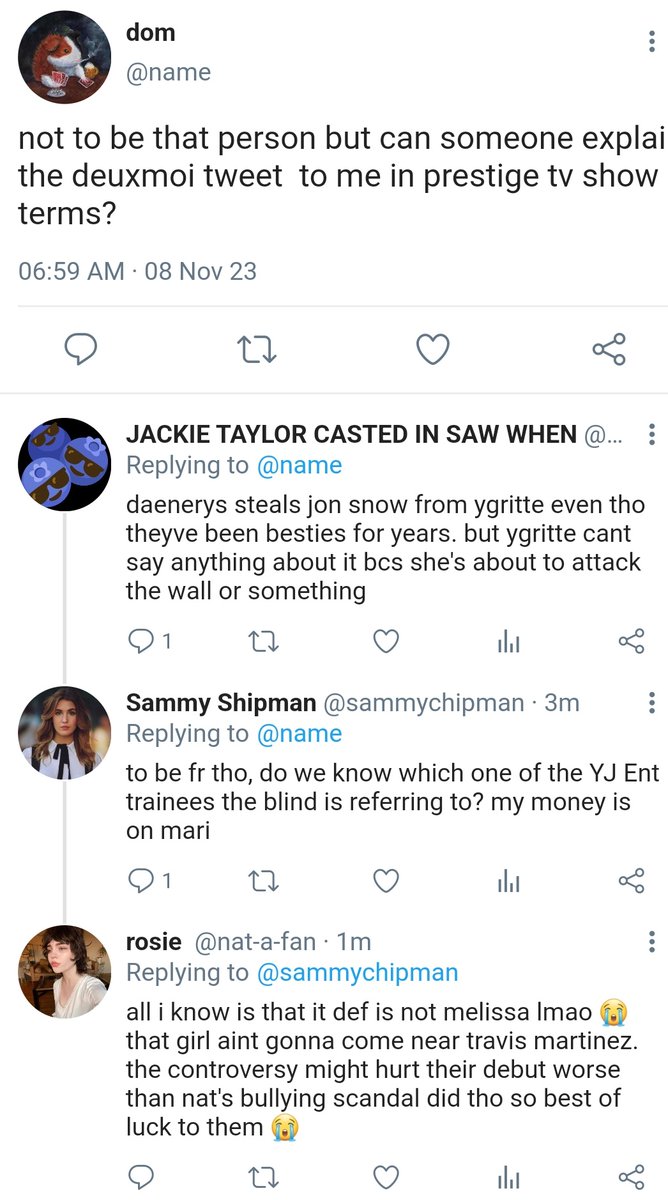 dom
@name
not to be that person but can someone explai
the deuxmoi tweet to me in prestige tv show
terms?
06:59 AM · 08 Nov 23
JACKIE TAYLOR CASTED IN SAW WHEN @...
Replying to @name
daenerys steals jon snow from ygritte even tho
theyve been besties for years. but ygritte cant
say anything about it bcs she's about to attack
the wall or something
1
Sammy Shipman @sammychipman · 3m
Replying to @name
to be fr tho, do we know which one of the YJ Ent
trainees the blind is referring to? my money is
on mari
1
rosie @nat-a-fan · 1m
Replying to @sammychipman
all i know is that it def is not melissa lmao 😭
that girl aint gonna come near travis martinez.
the controversy might hurt their debut worse
than nat's bullying scandal did tho so best of
luck to them 😭